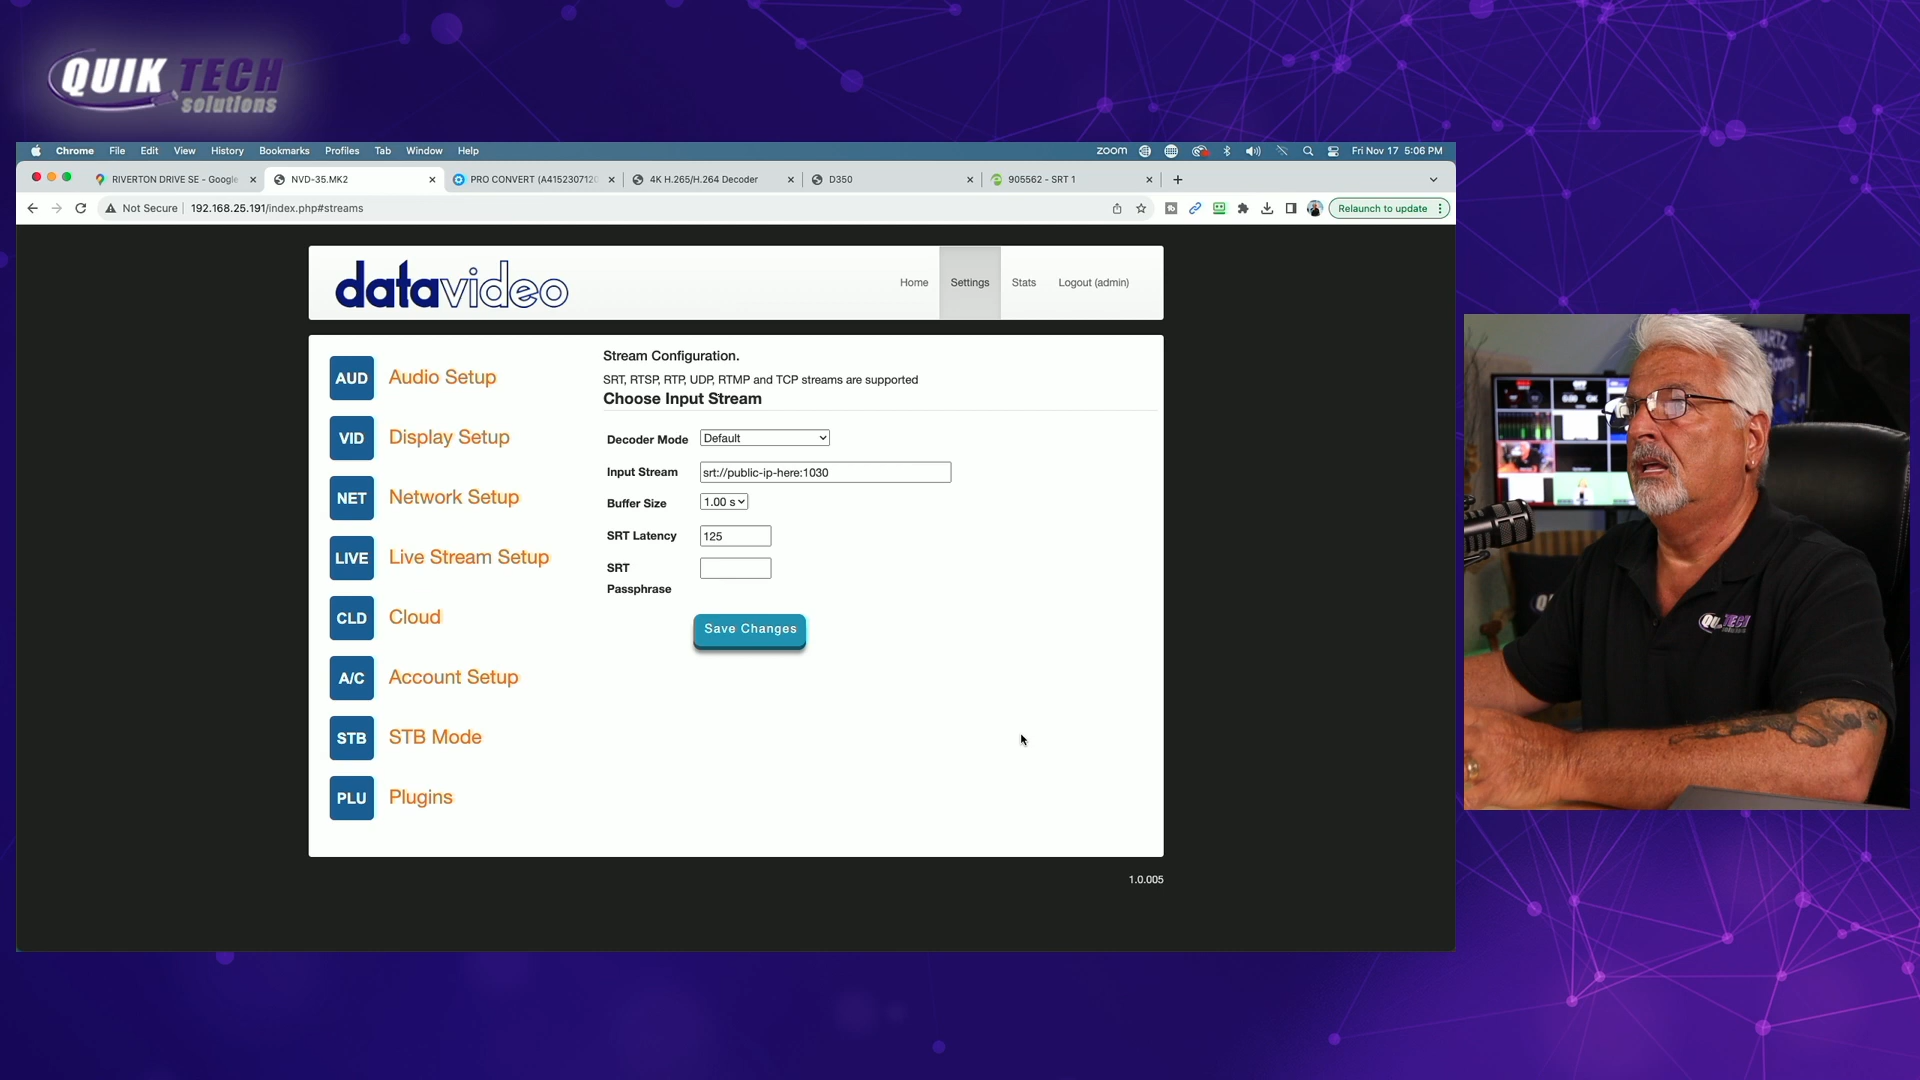 QUIK TECH
solutions
Chrome File Edit View History Bookmarks Profiles Tab Window Help
zoom
Fri Nov 17 5:06 PM
RIVERTON DRIVE SE - Google
NVD-35.MK2
PRO CONVERT (A4152307120
4K H.265/H.264 Decoder
D350
905562 - SRT 1
Not Secure
192.168.25.191/index.php#streams
Relaunch to update
datavideo
Home
Settings
Stats
Logout (admin)
AUD Audio Setup
VID Display Setup
NET Network Setup
LIVE Live Stream Setup
CLD Cloud
A/C Account Setup
STB STB Mode
PLU Plugins
Stream Configuration.
SRT, RTSP, RTP, UDP, RTMP and TCP streams are supported
Choose Input Stream
Decoder Mode Default
Input Stream srt://public-ip-here:1030
Buffer Size 1.00 s
SRT Latency 125
SRT
Passphrase
Save Changes
1.0.005